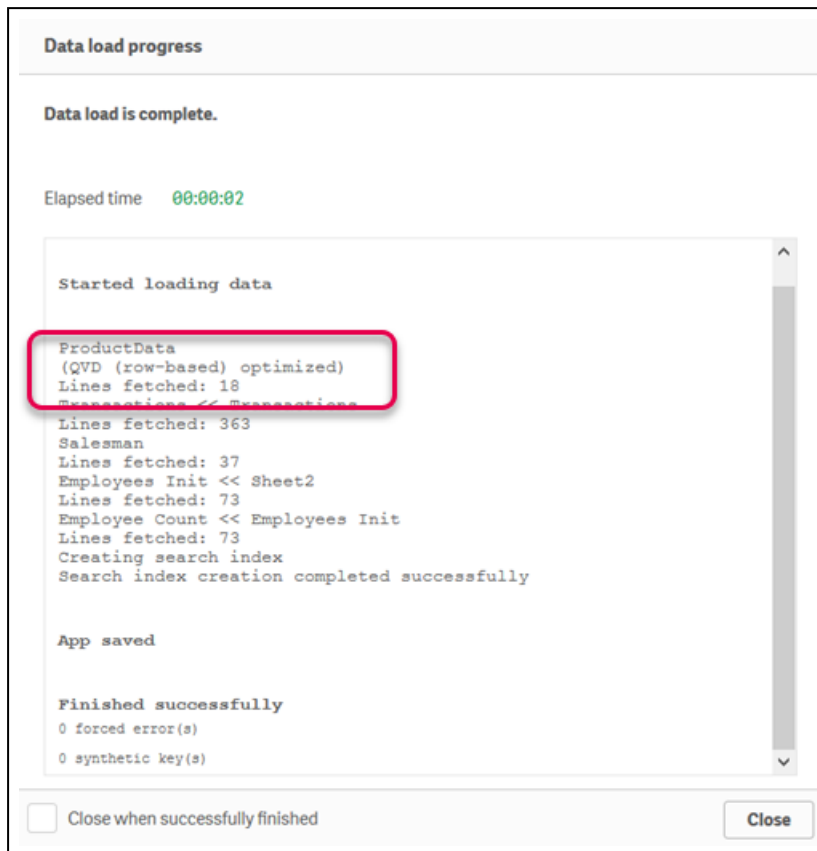 Data load progress
Data load is complete.
Elapsed time 00:00:02
Started loading data
ProductData
(QVD (row-based) optimized)
Lines fetched: 18
Transactions << Transactions
Lines fetched: 363
Salesman
Lines fetched: 37
Employees Init << Sheet2
Lines fetched: 73
Employee Count << Employees Init
Lines fetched: 73
Creating search index
Search index creation completed successfully
App saved
Finished successfully
0 forced error(s)
0 synthetic key(s)
Close when successfully finished
Close